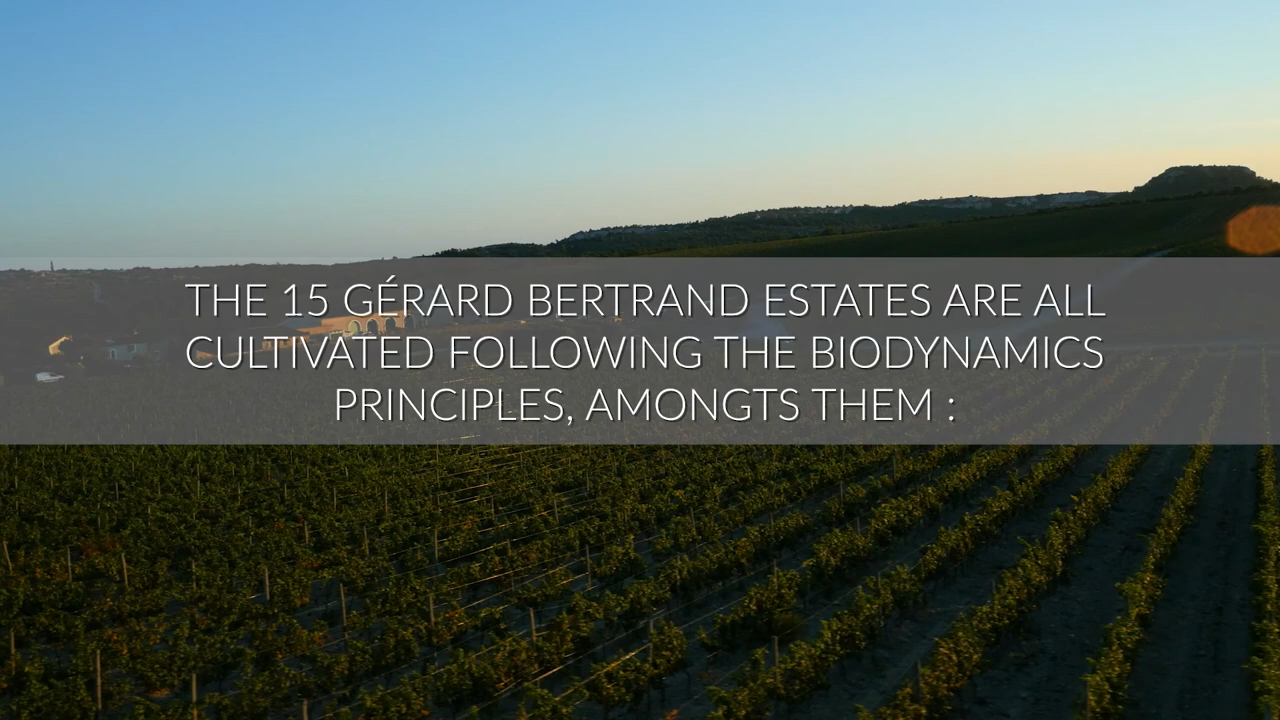 THE 15 GÉRARD BERTRAND ESTATES ARE ALL
CULTIVATED FOLLOWING THE BIODYNAMICS
PRINCIPLES, AMONGTS THEM :